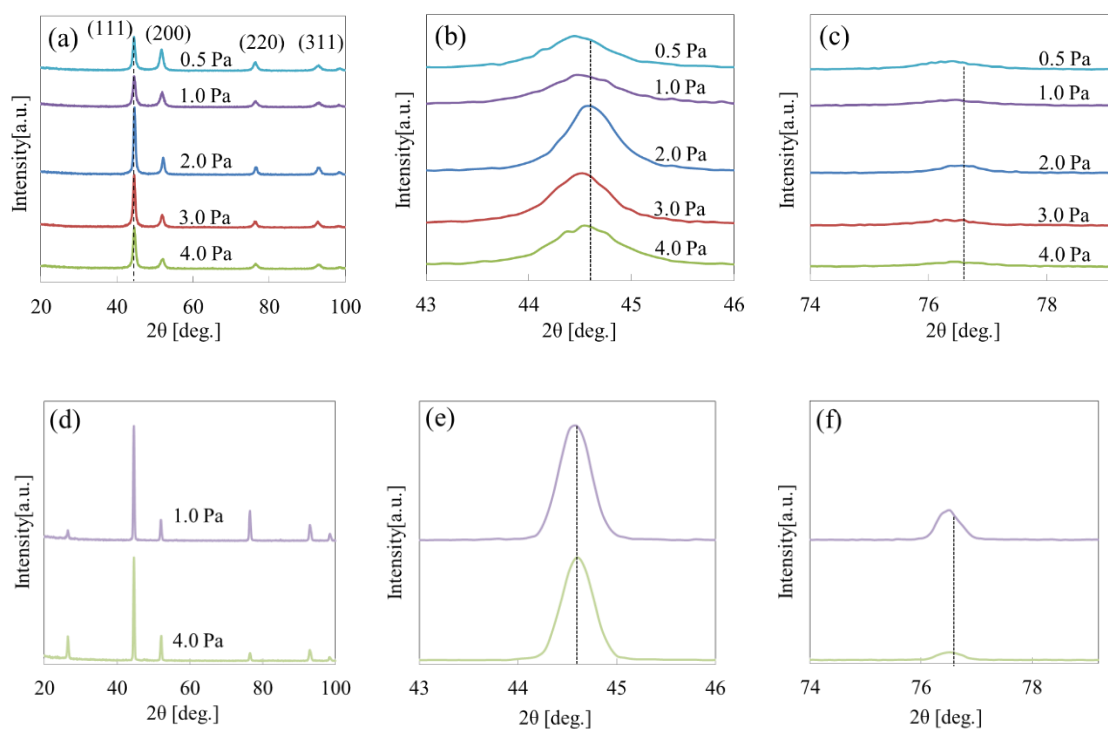 (a)
(111)
(200)
(220)
(311)
0.5 Pa
1.0 Pa
2.0 Pa
3.0 Pa
4.0 Pa
Intensity[a.u.]
20 40 60 80 100
2θ [deg.]
(b)
0.5 Pa
1.0 Pa
2.0 Pa
3.0 Pa
4.0 Pa
Intensity[a.u.]
43 44 45 46
2θ [deg.]
(c)
0.5 Pa
1.0 Pa
2.0 Pa
3.0 Pa
4.0 Pa
Intensity[a.u.]
74 76 78
2θ [deg.]
(d)
1.0 Pa
4.0 Pa
Intensity[a.u.]
20 40 60 80 100
2θ [deg.]
(e)
Intensity[a.u.]
43 44 45 46
2θ [deg.]
(f)
Intensity[a.u.]
74 76 78
2θ [deg.]